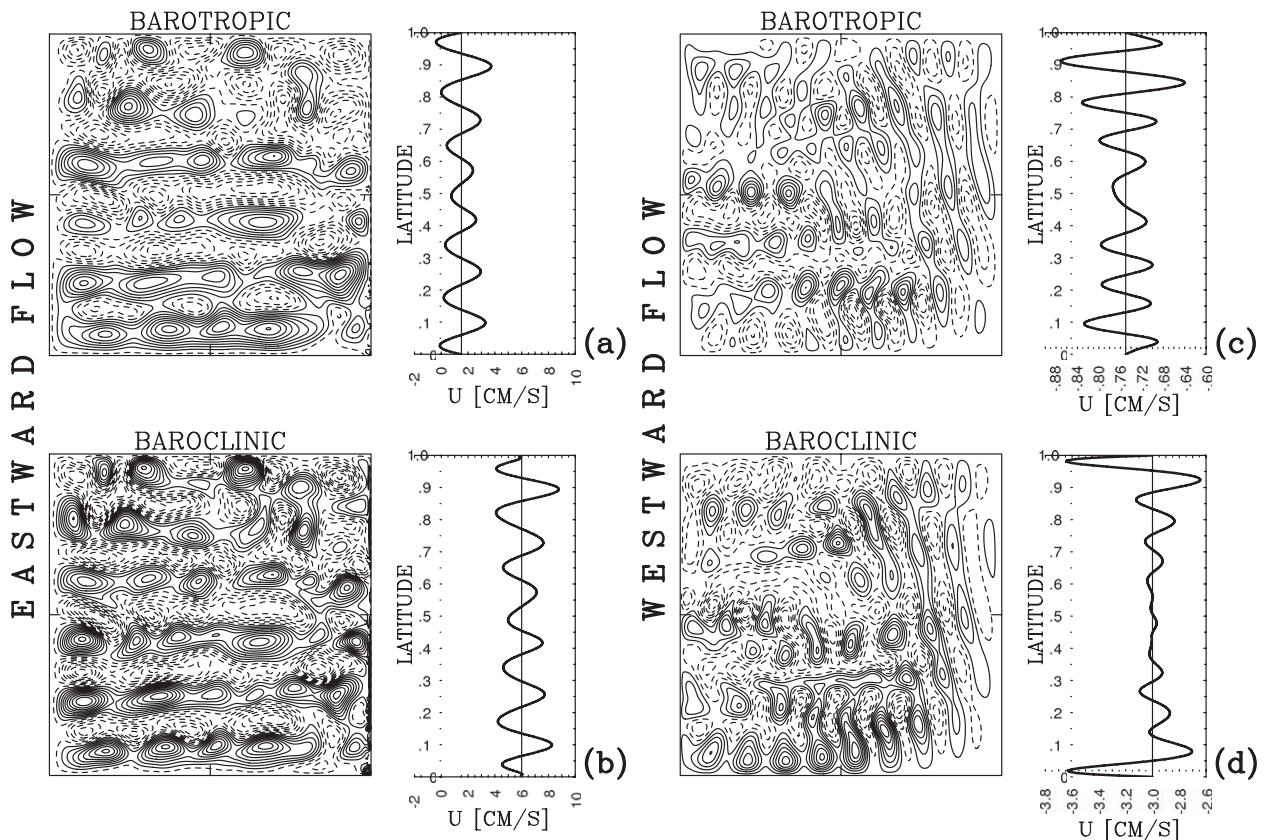 EASTWARD FLOW
BAROTROPIC
LATITUDE
1.0
.9
.8
.7
.6
.5
.4
.3
.2
.1
0
-2 0 2 4 6 8 10
U [CM/S]
(a)
BAROCLINIC
LATITUDE
1.0
.9
.8
.7
.6
.5
.4
.3
.2
.1
0
-2 0 2 4 6 8 10
U [CM/S]
(b)
WESTWARD FLOW
BAROTROPIC
LATITUDE
1.0
.9
.8
.7
.6
.5
.4
.3
.2
.1
0
-.88 -.84 -.80 -.76 -.72 -.68 -.64 -.60
U [CM/S]
(c)
BAROCLINIC
LATITUDE
1.0
.9
.8
.7
.6
.5
.4
.3
.2
.1
0
-3.8 -3.6 -3.4 -3.2 -3.0 -2.8 -2.6
U [CM/S]
(d)